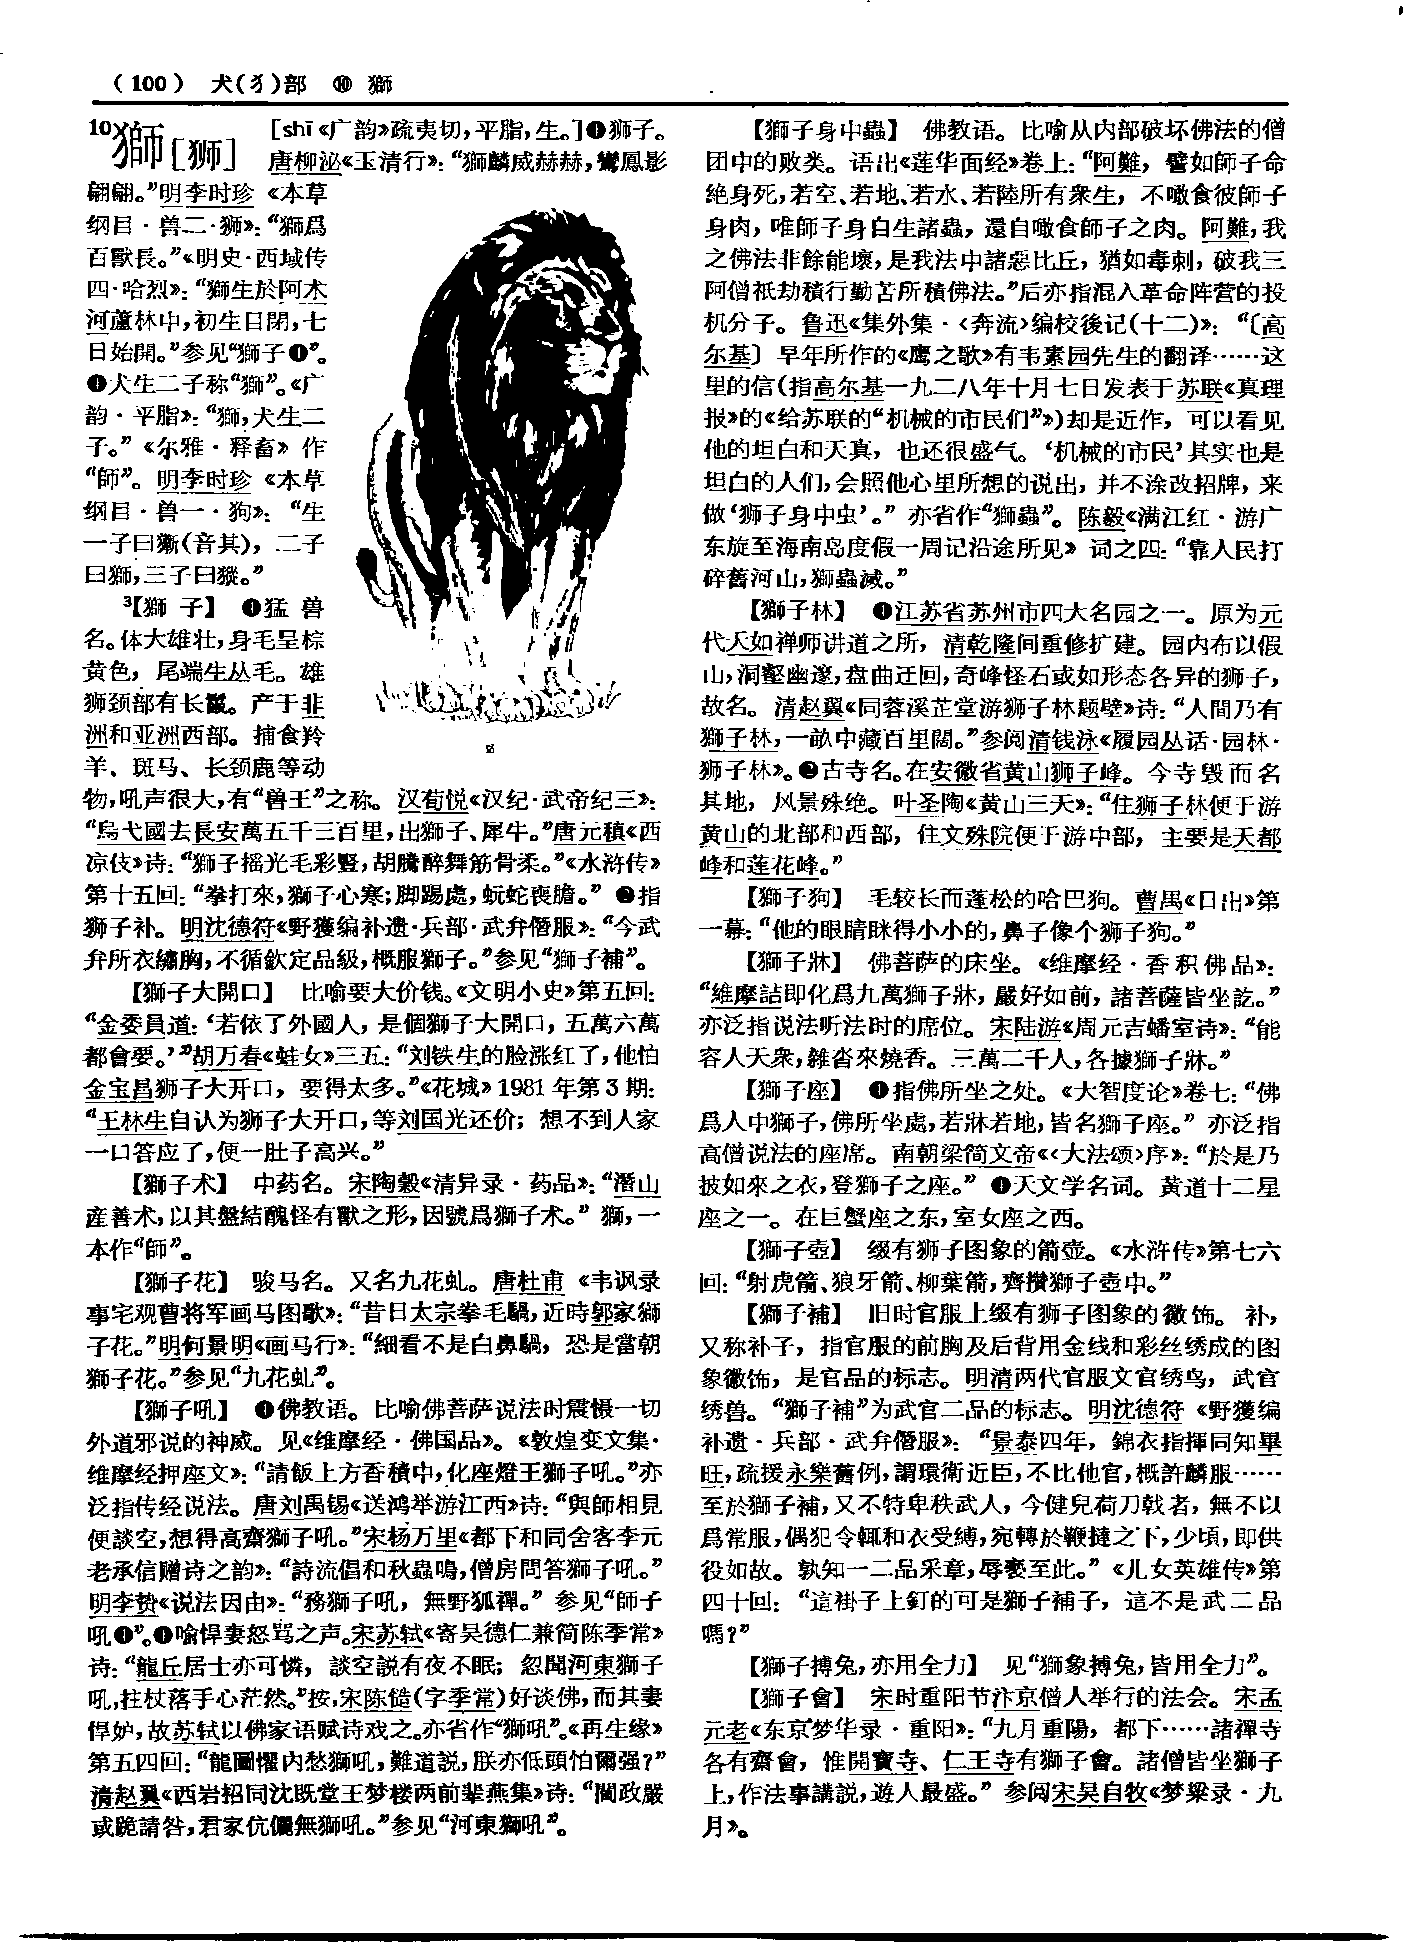 （100） 犬(犭)部 ⑩ 獅
10獅[狮] [shī《广韵》疏夷切，平脂，生。]❶狮子。
唐柳泌《玉清行》：“獅麟威赫赫，鸞鳳影
翩翩。”明李时珍《本草
纲目·兽二·狮》：“獅爲
百獸長。”《明史·西域传
四·哈烈》：“獅生於阿术
河蘆林中，初生目閉，七
日始開。”参见“獅子❶”。
❶犬生二子称“獅”。《广
韵·平脂》：“獅，犬生二
子。”《尔雅·释畜》作
“師”。明李时珍《本草
纲目·兽一·狗》：“生
一子曰獑(音其)，二子
曰獅，三子曰猣。”
³【獅子】 ❶猛兽
名。体大雄壮，身毛呈棕
黄色，尾端生丛毛。雄
狮颈部有长鬣。产于非
洲和亚洲西部。捕食羚
羊、斑马、长颈鹿等动
物，吼声很大，有“兽王”之称。汉荀悦《汉纪·武帝纪三》：
“烏弋國去長安萬五千三百里，出獅子、犀牛。”唐元稹《西
凉伎》诗：“獅子摇光毛彩豎，胡騰醉舞筋骨柔。”《水浒传》
第十五回：“拳打來，獅子心寒；脚踢處，蚖蛇喪膽。” ❷指
獅子补。明沈德符《野獲编补遗·兵部·武弁僭服》：“今武
弁所衣繡胸，不循欽定品級，概服獅子。”参见“獅子補”。
【獅子大開口】 比喻要大价钱。《文明小史》第五回：
“金委員道：‘若依了外國人，是個獅子大開口，五萬六萬
都會要。’”胡万春《蛙女》三五：“刘铁生的脸涨红了，他怕
金宝昌狮子大开口，要得太多。”《花城》1981年第3期：
“王林生自认为狮子大开口，等刘国光还价；想不到人家
一口答应了，便一肚子高兴。”
【獅子术】 中药名。宋陶穀《清异录·药品》：“潛山
産善术，以其盤結醜怪有獸之形，因號爲獅子术。”獅，一
本作“師”。
【獅子花】 骏马名。又名九花虬。唐杜甫《韦讽录
事宅观曹将军画马图歌》：“昔日太宗拳毛騧，近時郭家獅
子花。”明何景明《画马行》：“細看不是白鼻騧，恐是當朝
獅子花。”参见“九花虬”。
【獅子吼】 ❶佛教语。比喻佛菩萨说法时震慑一切
外道邪说的神威。见《维摩经·佛国品》。《敦煌变文集·
维摩经押座文》：“請飯上方香積中，化座燈王獅子吼。”亦
泛指传经说法。唐刘禹锡《送鸿举游江西》诗：“與師相見
便談空，想得高齋獅子吼。”宋杨万里《都下和同舍客李元
老承信赠诗之韵》：“詩流倡和秋蟲鳴，僧房問答獅子吼。”
明李贽《说法因由》：“務獅子吼，無野狐禪。”参见“師子
吼❶”。❶喻悍妻怒骂之声。宋苏轼《寄吴德仁兼简陈季常》
诗：“龍丘居士亦可憐，談空説有夜不眠；忽聞河東獅子
吼，拄杖落手心茫然。”按，宋陈慥(字季常)好谈佛，而其妻
悍妒，故苏轼以佛家语赋诗戏之。亦省作“獅吼”。《再生缘》
第五四回：“龍圖懼内愁獅吼，難道説，朕亦低頭怕爾强？”
清赵翼《西岩招同沈既堂王梦楼两前辈燕集》诗：“閫政嚴
或跪請咎，君家伉儷無獅吼。”参见“河東獅吼”。
【獅子身中蟲】 佛教语。比喻从内部破坏佛法的僧
团中的败类。语出《莲华面经》卷上：“阿難，譬如師子命
絶身死，若空、若地、若水、若陸所有衆生，不噉食彼師子
身肉，唯師子身自生諸蟲，還自噉食師子之肉。阿難，我
之佛法非餘能壞，是我法中諸惡比丘，猶如毒刺，破我三
阿僧祇劫積行勤苦所積佛法。”后亦指混入革命阵营的投
机分子。鲁迅《集外集·〈奔流〉编校後记(十二)》：“〔高
尔基〕早年所作的《鹰之歌》有韦素园先生的翻译……这
里的信(指高尔基一九二八年十月七日发表于苏联《真理
报》的《给苏联的“机械的市民们”》)却是近作，可以看见
他的坦白和天真，也还很盛气。‘机械的市民’其实也是
坦白的人们，会照他心里所想的说出，并不涂改招牌，来
做‘狮子身中虫’。”亦省作“獅蟲”。陈毅《满江红·游广
东旋至海南岛度假一周记沿途所见》词之四：“靠人民打
碎舊河山，獅蟲滅。”
【獅子林】 ❶江苏省苏州市四大名园之一。原为元
代天如禅师讲道之所，清乾隆间重修扩建。园内布以假
山，洞壑幽邃，盘曲迂回，奇峰怪石或如形态各异的狮子，
故名。清赵翼《同蓉溪芷堂游狮子林题壁》诗：“人間乃有
獅子林，一畝中藏百里闊。”参阅清钱泳《履园丛话·园林·
狮子林》。❷古寺名。在安徽省黄山狮子峰。今寺毁而名
其地，风景殊绝。叶圣陶《黄山三天》：“住狮子林便于游
黄山的北部和西部，住文殊院便于游中部，主要是天都
峰和莲花峰。”
【獅子狗】 毛较长而蓬松的哈巴狗。曹禺《日出》第
一幕：“他的眼睛眯得小小的，鼻子像个狮子狗。”
【獅子牀】 佛菩萨的床坐。《维摩经·香积佛品》：
“維摩詰即化爲九萬獅子牀，嚴好如前，諸菩薩皆坐訖。”
亦泛指说法听法时的席位。宋陆游《周元吉蟠室诗》：“能
容人天衆，雜沓來燒香。三萬二千人，各據獅子牀。”
【獅子座】 ❶指佛所坐之处。《大智度论》卷七：“佛
爲人中獅子，佛所坐處，若牀若地，皆名獅子座。”亦泛指
高僧说法的座席。南朝梁简文帝《〈大法颂〉序》：“於是乃
披如來之衣，登獅子之座。”❶天文学名词。黄道十二星
座之一。在巨蟹座之东，室女座之西。
【獅子壺】 缀有狮子图象的箭壶。《水浒传》第七六
回：“射虎箭、狼牙箭、柳葉箭，齊攢獅子壺中。”
【獅子補】 旧时官服上缀有狮子图象的徽饰。补，
又称补子，指官服的前胸及后背用金线和彩丝绣成的图
象徽饰，是官品的标志。明清两代官服文官绣鸟，武官
绣兽。“獅子補”为武官二品的标志。明沈德符《野獲编
补遗·兵部·武弁僭服》：“景泰四年，錦衣指揮同知畢
旺，疏援永樂舊例，謂環衛近臣，不比他官，概許麟服……
至於獅子補，又不特卑秩武人，今健兒荷刀戟者，無不以
爲常服，偶犯令輒和衣受縛，宛轉於鞭撻之下，少頃，即供
役如故。孰知一二品采章，辱褻至此。”《儿女英雄传》第
四十回：“這褂子上釘的可是獅子補子，這不是武二品
嗎？”
【獅子搏兔，亦用全力】 见“獅象搏兔，皆用全力”。
【獅子會】 宋时重阳节汴京僧人举行的法会。宋孟
元老《东京梦华录·重阳》：“九月重陽，都下……諸禪寺
各有齋會，惟開寶寺、仁王寺有獅子會。諸僧皆坐獅子
上，作法事講説，遊人最盛。”参阅宋吴自牧《梦粱录·九
月》。